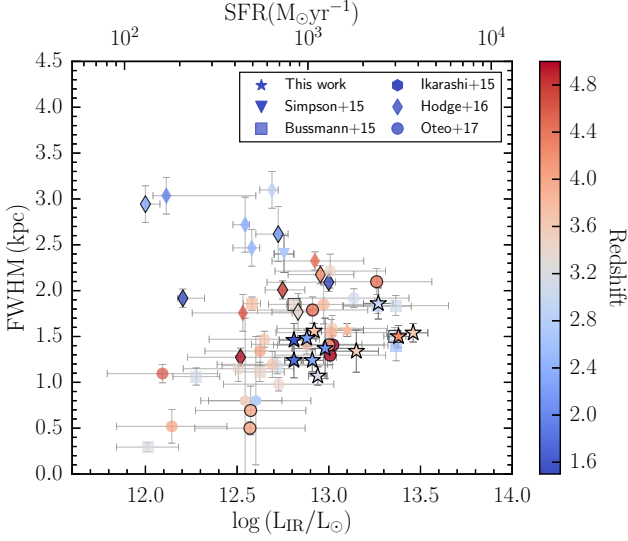 SFR(M⊙yr⁻¹)
10² 10³ 10⁴
4.5
4.0
3.5
3.0
2.5
2.0
1.5
1.0
0.5
0.0
FWHM (kpc)
This work
Simpson+15
Bussmann+15
Ikarashi+15
Hodge+16
Oteo+17
12.0 12.5 13.0 13.5 14.0
log (L_IR/L⊙)
4.8
4.4
4.0
3.6
3.2
2.8
2.4
2.0
1.6
Redshift